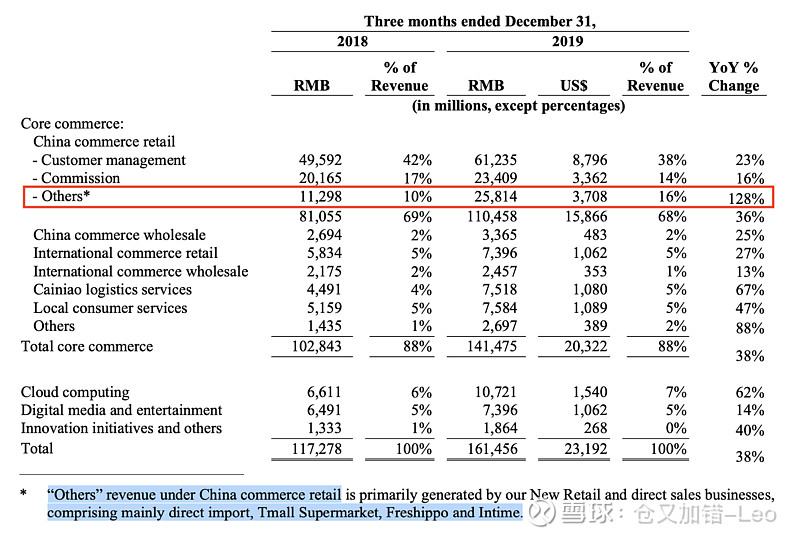 Three months ended December 31,
2018 2019
RMB % of Revenue RMB US$ % of Revenue YoY % Change
(in millions, except percentages)
Core commerce:
China commerce retail
- Customer management 49,592 42% 61,235 8,796 38% 23%
- Commission 20,165 17% 23,409 3,362 14% 16%
- Others* 11,298 10% 25,814 3,708 16% 128%
81,055 69% 110,458 15,866 68% 36%
China commerce wholesale 2,694 2% 3,365 483 2% 25%
International commerce retail 5,834 5% 7,396 1,062 5% 27%
International commerce wholesale 2,175 2% 2,457 353 1% 13%
Cainiao logistics services 4,491 4% 7,518 1,080 5% 67%
Local consumer services 5,159 5% 7,584 1,089 5% 47%
Others 1,435 1% 2,697 389 2% 88%
Total core commerce 102,843 88% 141,475 20,322 88% 38%
Cloud computing 6,611 6% 10,721 1,540 7% 62%
Digital media and entertainment 6,491 5% 7,396 1,062 5% 14%
Innovation initiatives and others 1,333 1% 1,864 268 0% 40%
Total 117,278 100% 161,456 23,192 100% 38%
* “Others” revenue under China commerce retail is primarily generated by our New Retail and direct sales businesses,
comprising mainly direct import, Tmall Supermarket, Freshippo and Intime.
雪球：仓又加错-Leo